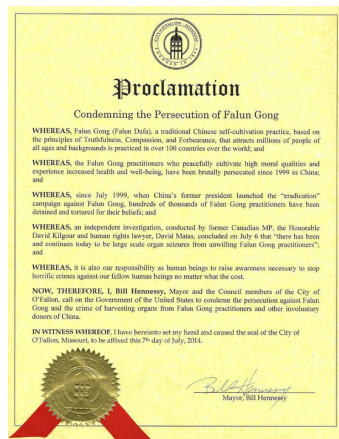 Proclamation
Condemning the Persecution of Falun Gong
WHEREAS, Falun Gong (Falun Dafa), a traditional Chinese self-cultivation practice, based on
the principles of Truthfulness, Compassion, and Forbearance, that attracts millions of people of
all ages and backgrounds is practiced in over 100 countries over the world; and
WHEREAS, the Falun Gong practitioners who peacefully cultivate high moral qualities and
experience increased health and well-being, have been brutally persecuted since 1999 in China;
and
WHEREAS, since July 1999, when China's former president launched the "eradication"
campaign against Falun Gong, hundreds of thousands of Falun Gong practitioners have been
detained and tortured for their beliefs; and
WHEREAS, an independent investigation, conducted by former Canadian MP, the Honorable
David Kilgour and human rights lawyer, David Matas, concluded on July 6 that "there has been
and continues today to be large scale organ seizures from unwilling Falun Gong practitioners";
and
WHEREAS, it is also our responsibility as human beings to raise awareness necessary to stop
horrific crimes against our fellow human beings no matter what the cost.
NOW, THEREFORE, I, Bill Hennessy, Mayor and the Council members of the City of
O'Fallon, call on the Government of the United States to condemn the persecution against Falun
Gong and the crime of harvesting organs from Falun Gong practitioners and other involuntary
donors of China.
IN WITNESS WHEREOF, I have hereunto set my hand and caused the seal of the City of
O'Fallon, Missouri, to be affixed this 7th day of July, 2014.
Bill Hennessy
Mayor, Bill Hennessy